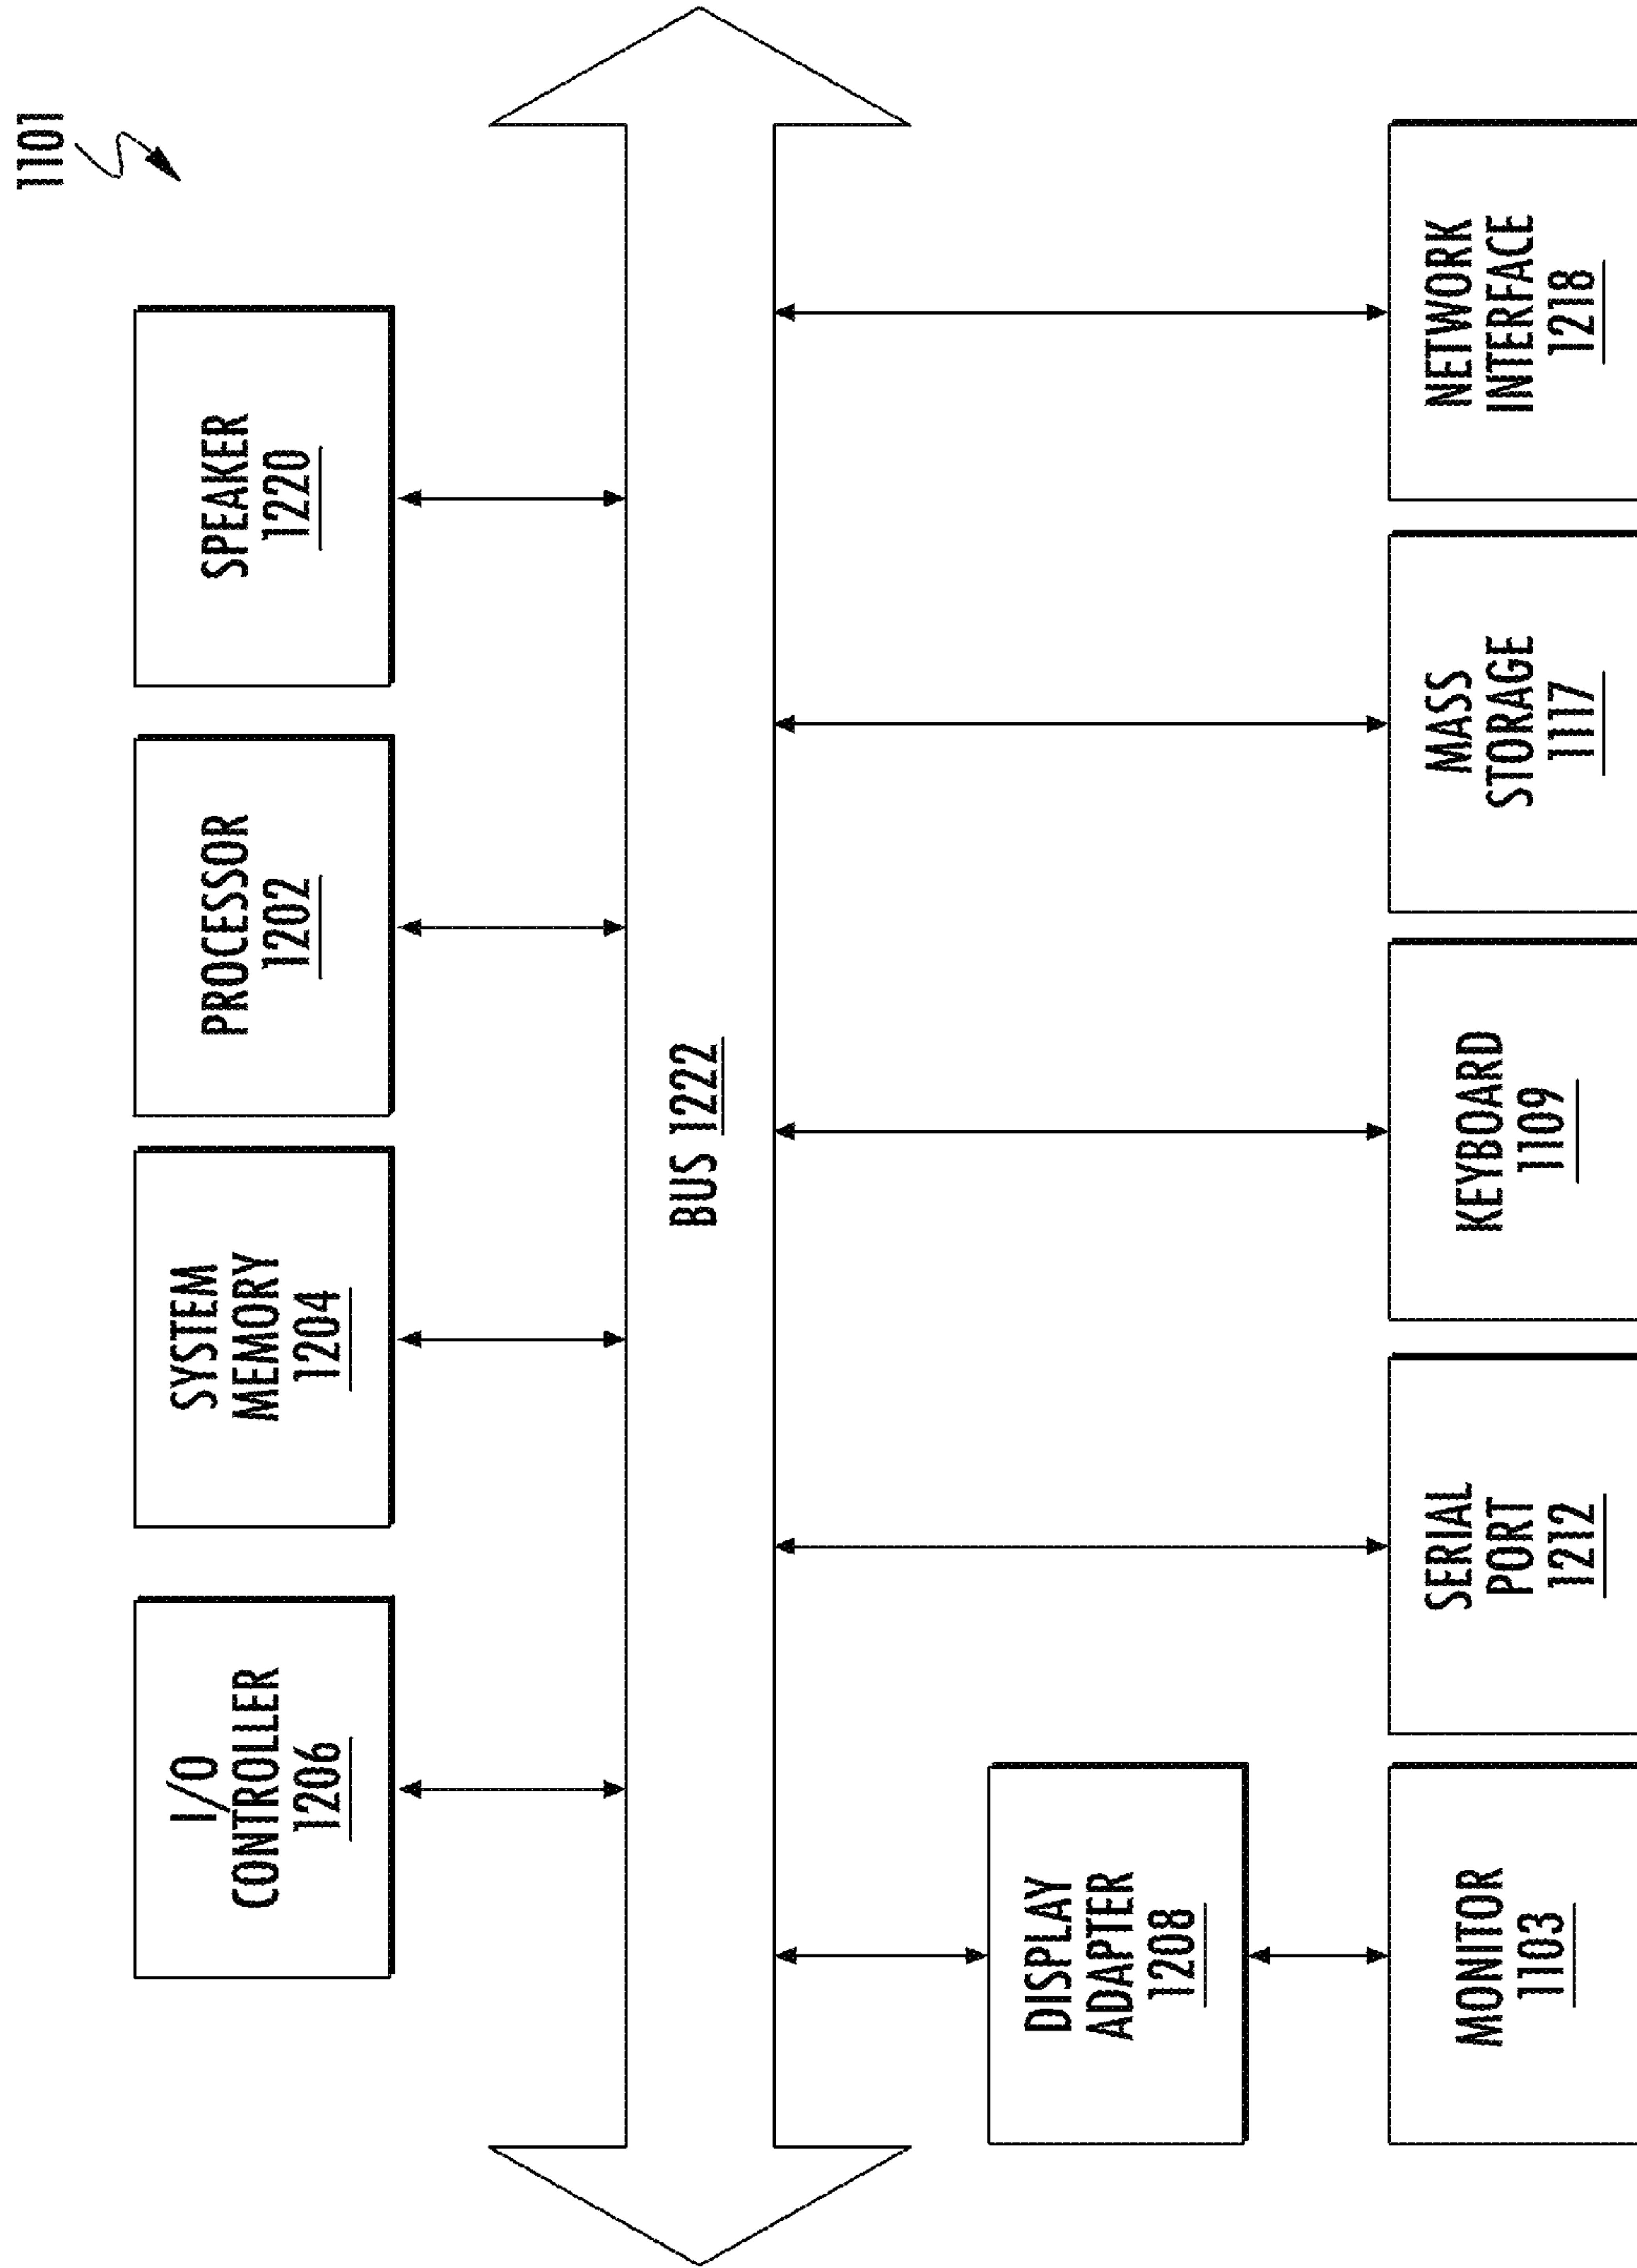 1101
I/O
CONTROLLER
1206
SYSTEM
MEMORY
1204
PROCESSOR
1202
SPEAKER
1220
BUS 1222
DISPLAY
ADAPTER
1208
MONITOR
1103
SERIAL
PORT
1212
KEYBOARD
1109
MASS
STORAGE
1117
NETWORK
INTERFACE
1218